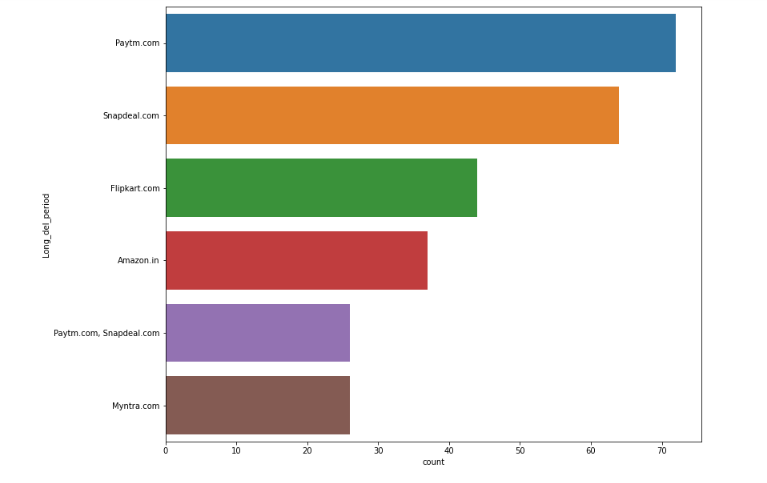 Paytm.com
Snapdeal.com
Flipkart.com
Long_del_period
Amazon.in
Paytm.com, Snapdeal.com
Myntra.com
0 10 20 30 40 50 60 70
count